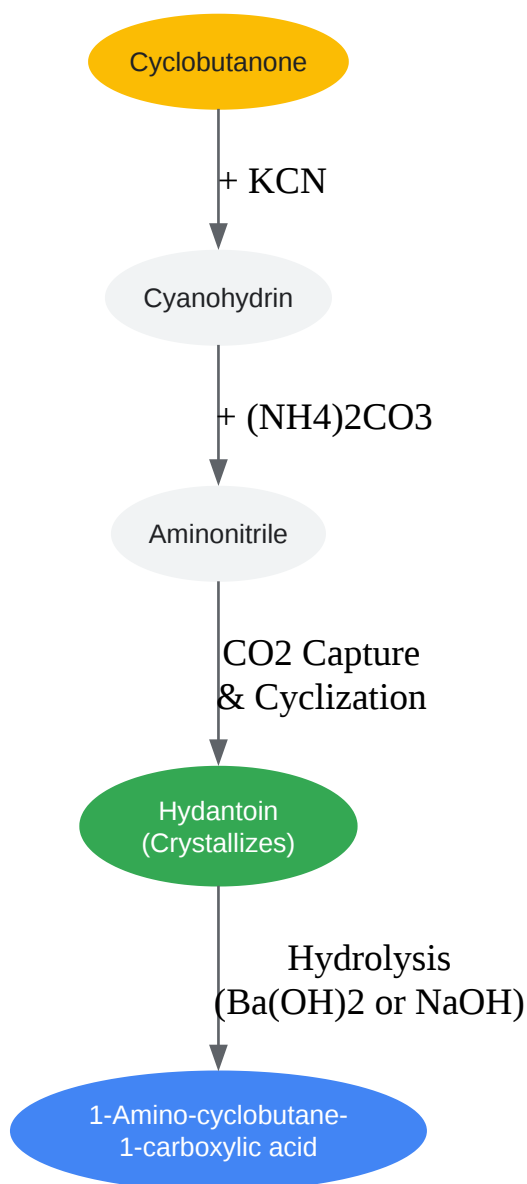 Cyclobutanone
+ KCN
Cyanohydrin
+ (NH4)2CO3
Aminonitrile
CO2 Capture
& Cyclization
Hydantoin
(Crystallizes)
Hydrolysis
(Ba(OH)2 or NaOH)
1-Amino-cyclobutane-
1-carboxylic acid